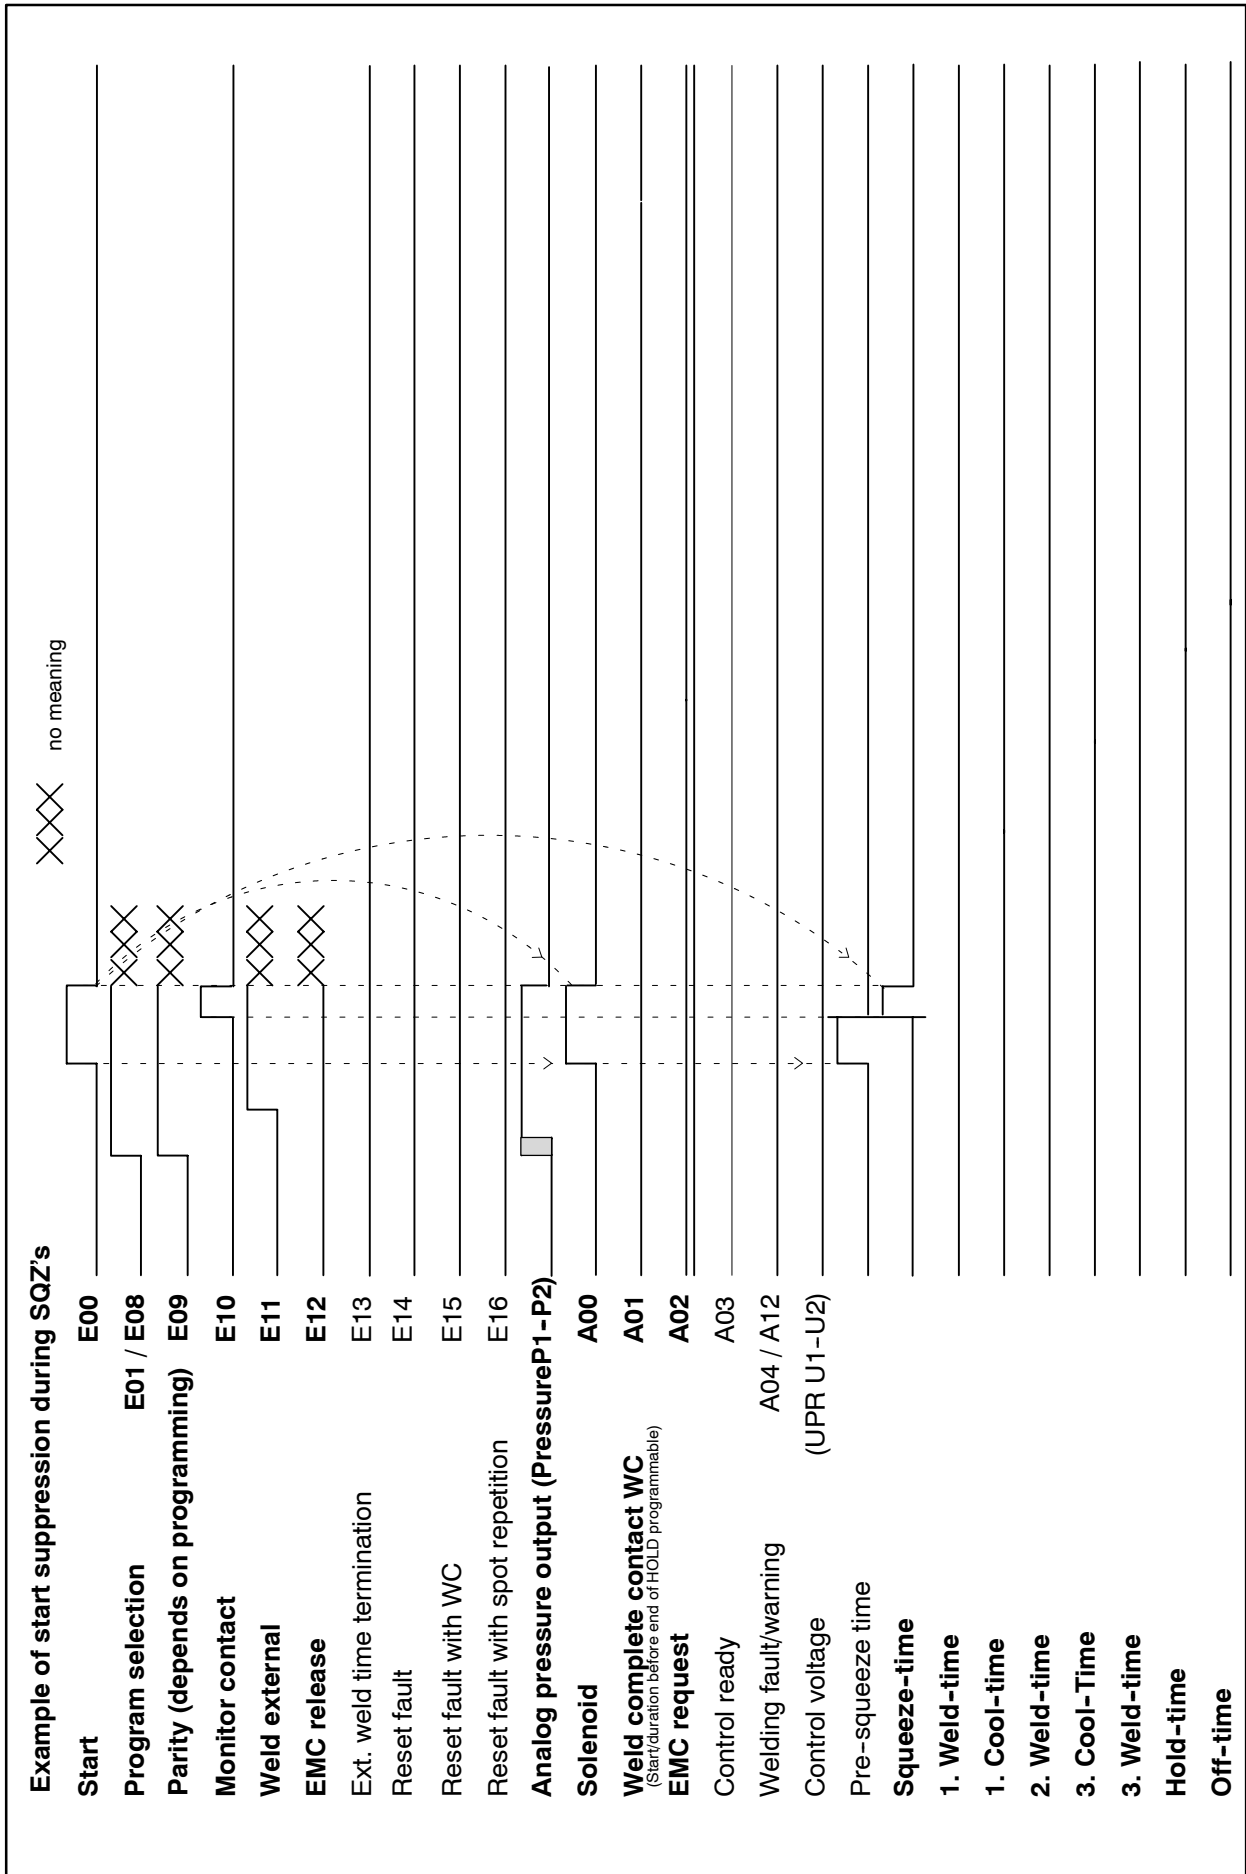 Example of start suppression during SQZ's
no meaning
Start E00
Program selection E01 / E08
Parity (depends on programming) E09
Monitor contact E10
Weld external E11
EMC release E12
Ext. weld time termination E13
Reset fault E14
Reset fault with WC E15
Reset fault with spot repetition E16
Analog pressure output (PressureP1-P2)
Solenoid A00
Weld complete contact WC A01
(Start/duration before end of HOLD programmable)
EMC request A02
Control ready A03
Welding fault/warning A04 / A12
Control voltage (UPR U1-U2)
Pre-squeeze time
Squeeze-time
1. Weld-time
1. Cool-time
2. Weld-time
3. Cool-Time
3. Weld-time
Hold-time
Off-time